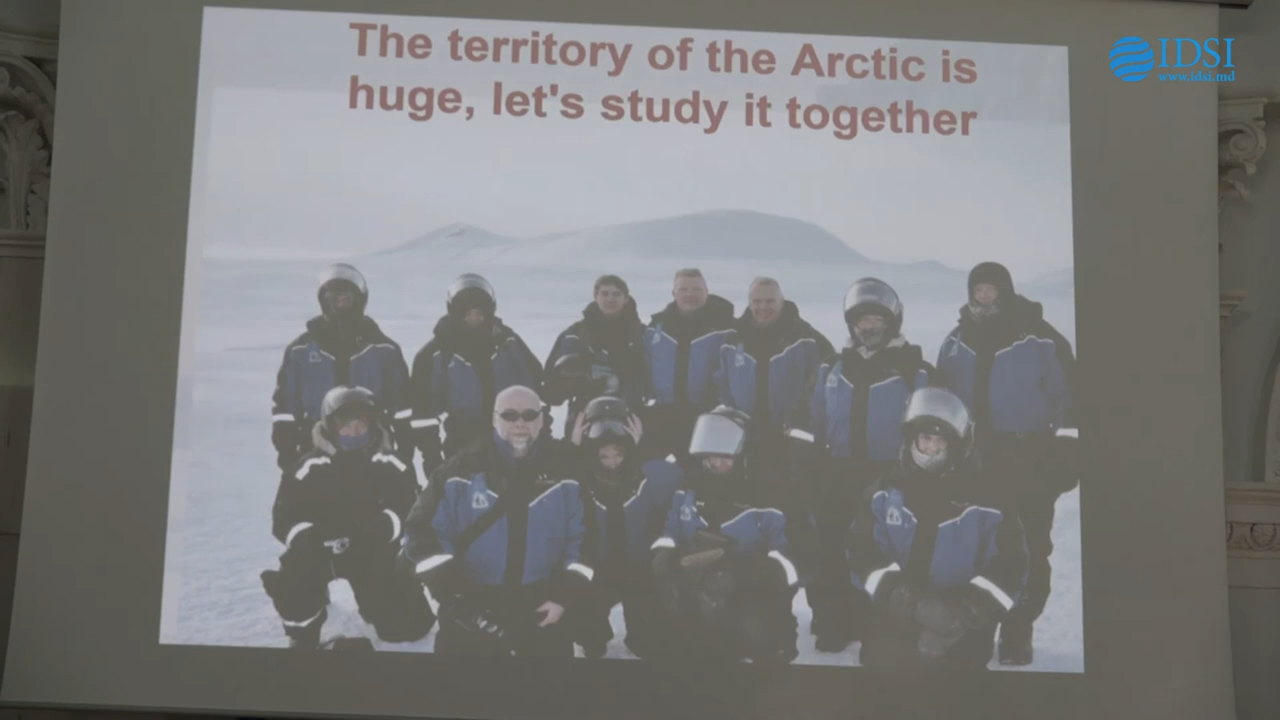 The territory of the Arctic is
huge, let's study it together
IDSI
www.idsi.md